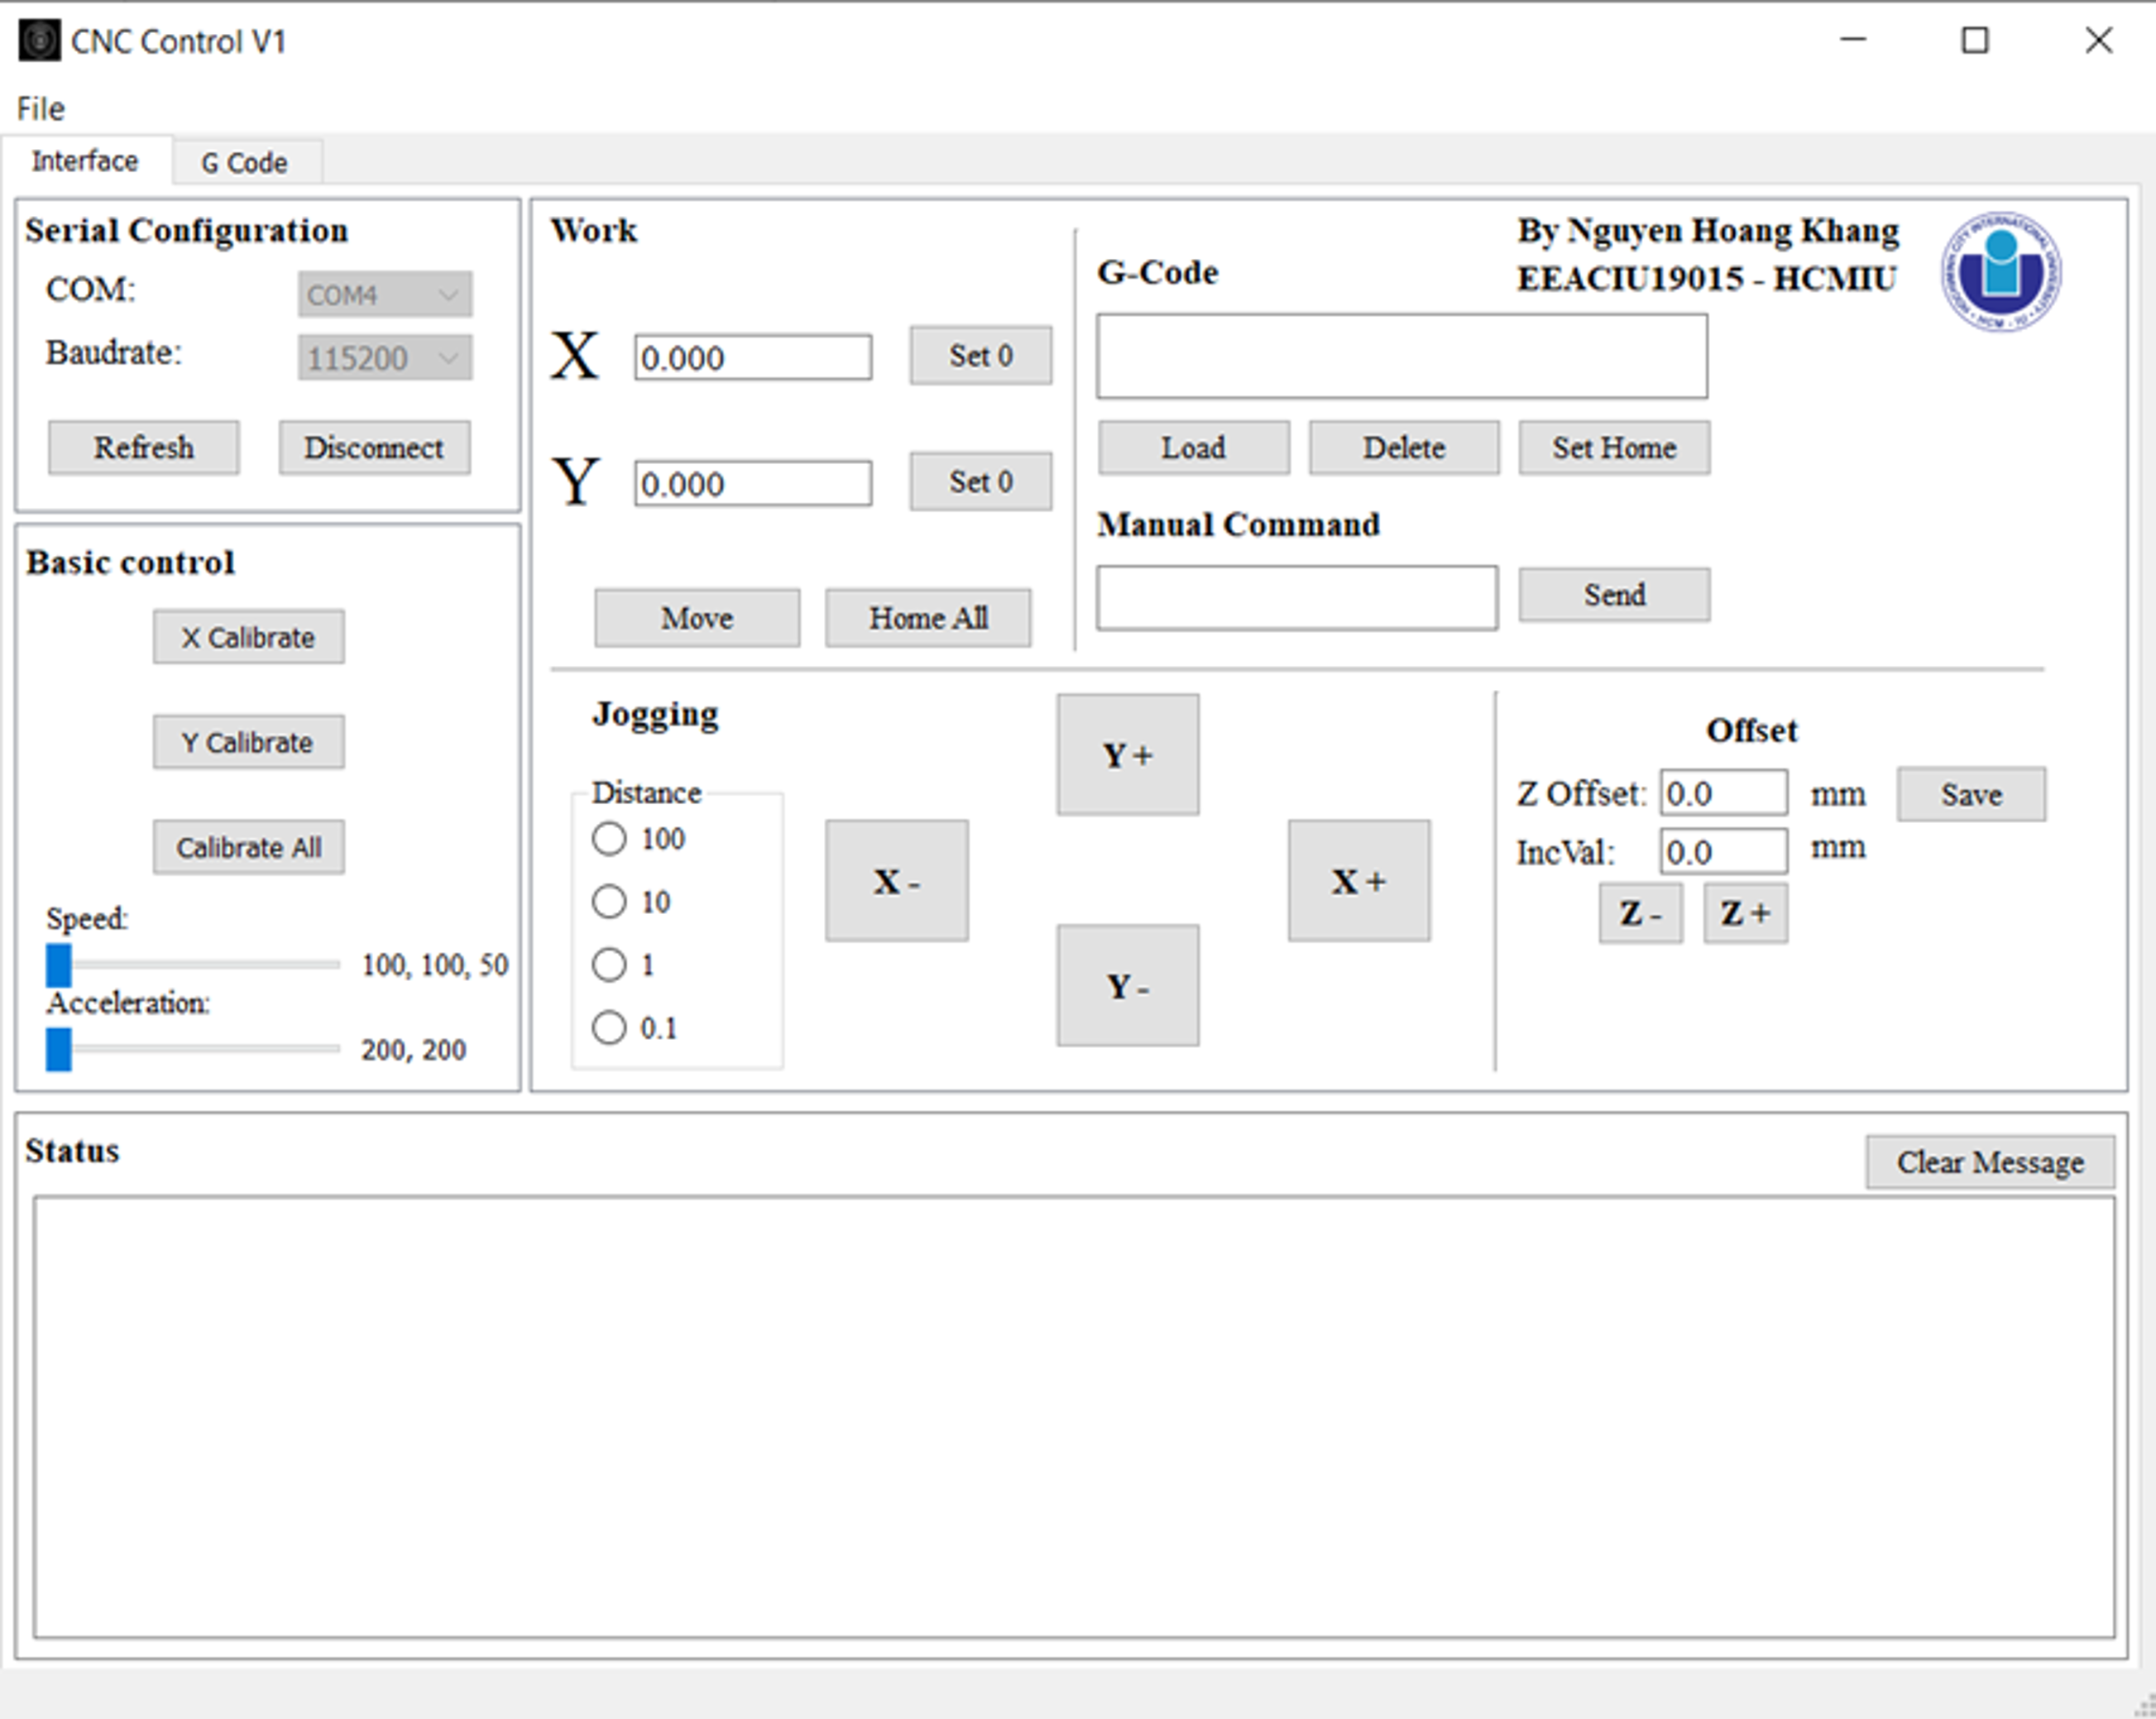 CNC Control V1
File
Interface
G Code
Serial Configuration
COM:
COM4
Baudrate:
115200
Refresh
Disconnect
Basic control
X Calibrate
Y Calibrate
Calibrate All
Speed:
100, 100, 50
Acceleration:
200, 200
Work
X
0.000
Set 0
Y
0.000
Set 0
Move
Home All
G-Code
By Nguyen Hoang Khang
EEACIU19015 - HCMIU
Load
Delete
Set Home
Manual Command
Send
Jogging
Distance
100
10
1
0.1
Y +
X -
X +
Y -
Offset
Z Offset:
0.0
mm
Save
IncVal:
0.0
mm
Z -
Z +
Status
Clear Message